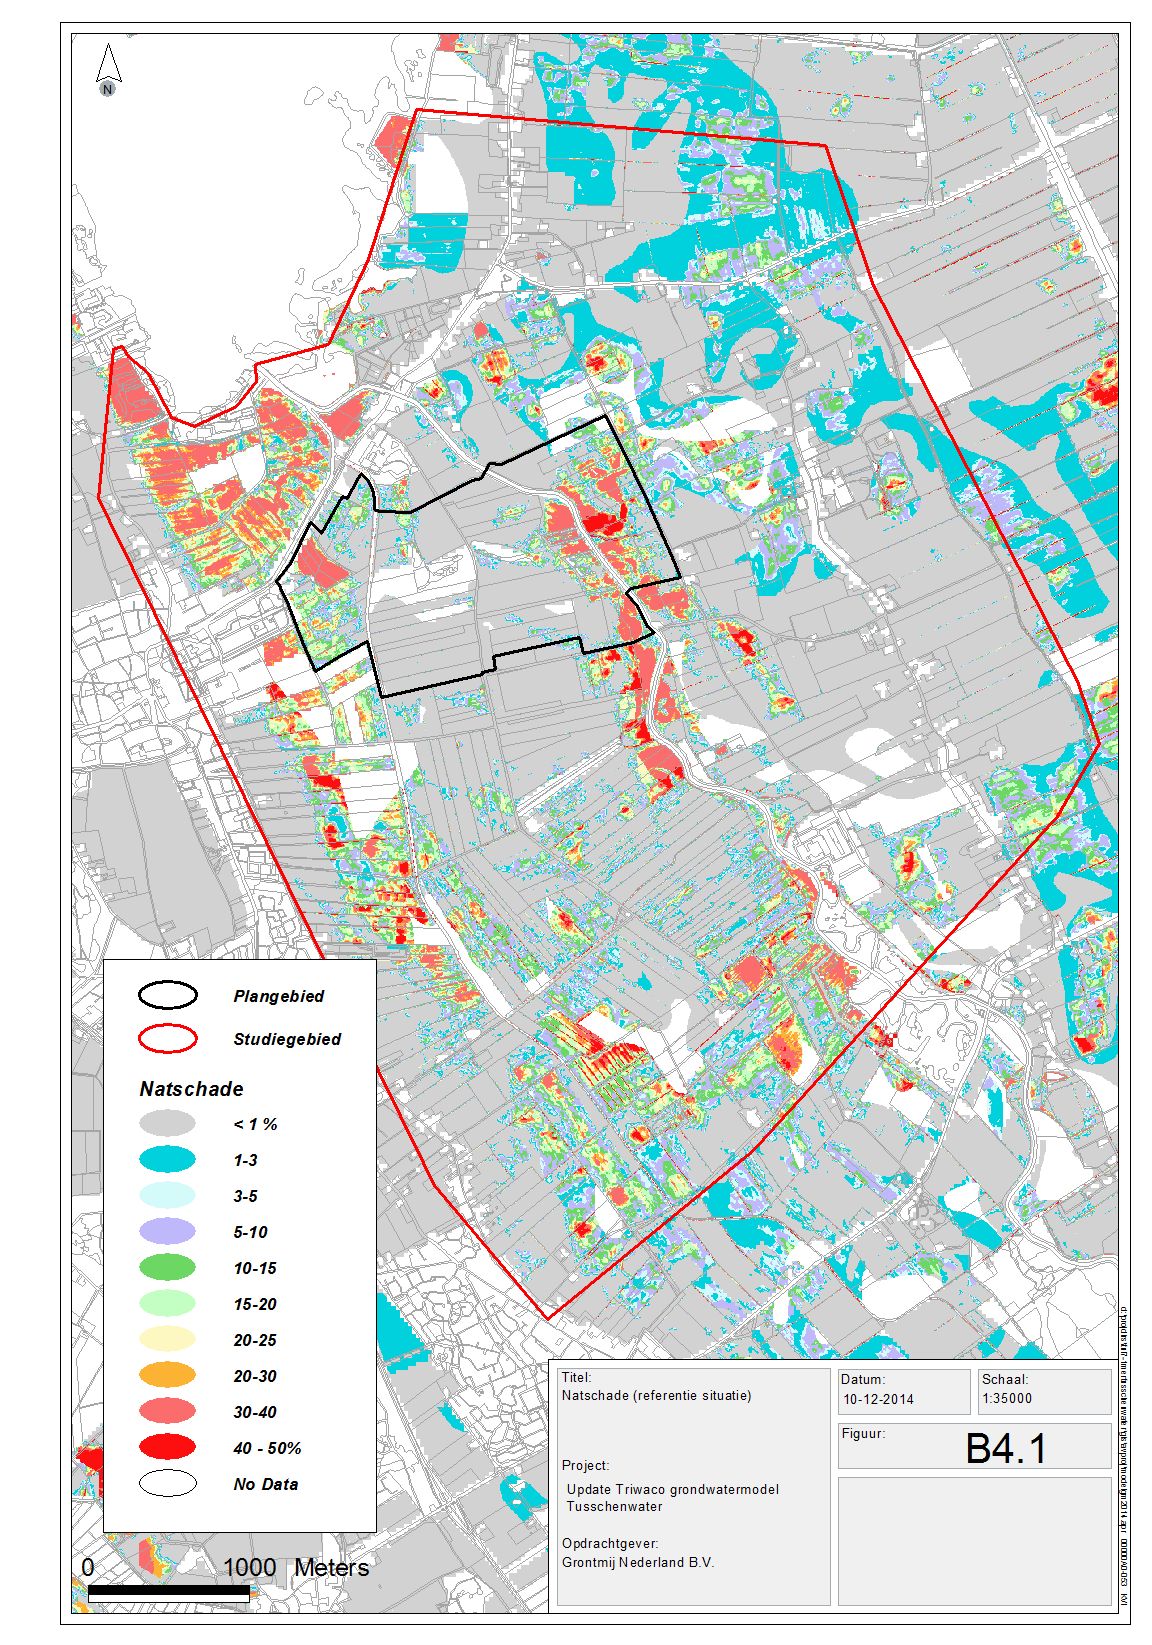 N
Plangebied
Studiegebied
Natschade
< 1 %
1-3
3-5
5-10
10-15
15-20
20-25
20-30
30-40
40 - 50%
No Data
0 1000 Meters
Titel:
Natschade (referentie situatie)
Project:
Update Triwaco grondwatermodel
Tusschenwater
Opdrachtgever:
Grontmij Nederland B.V.
Datum:
10-12-2014
Schaal:
1:35000
Figuur:
B4.1